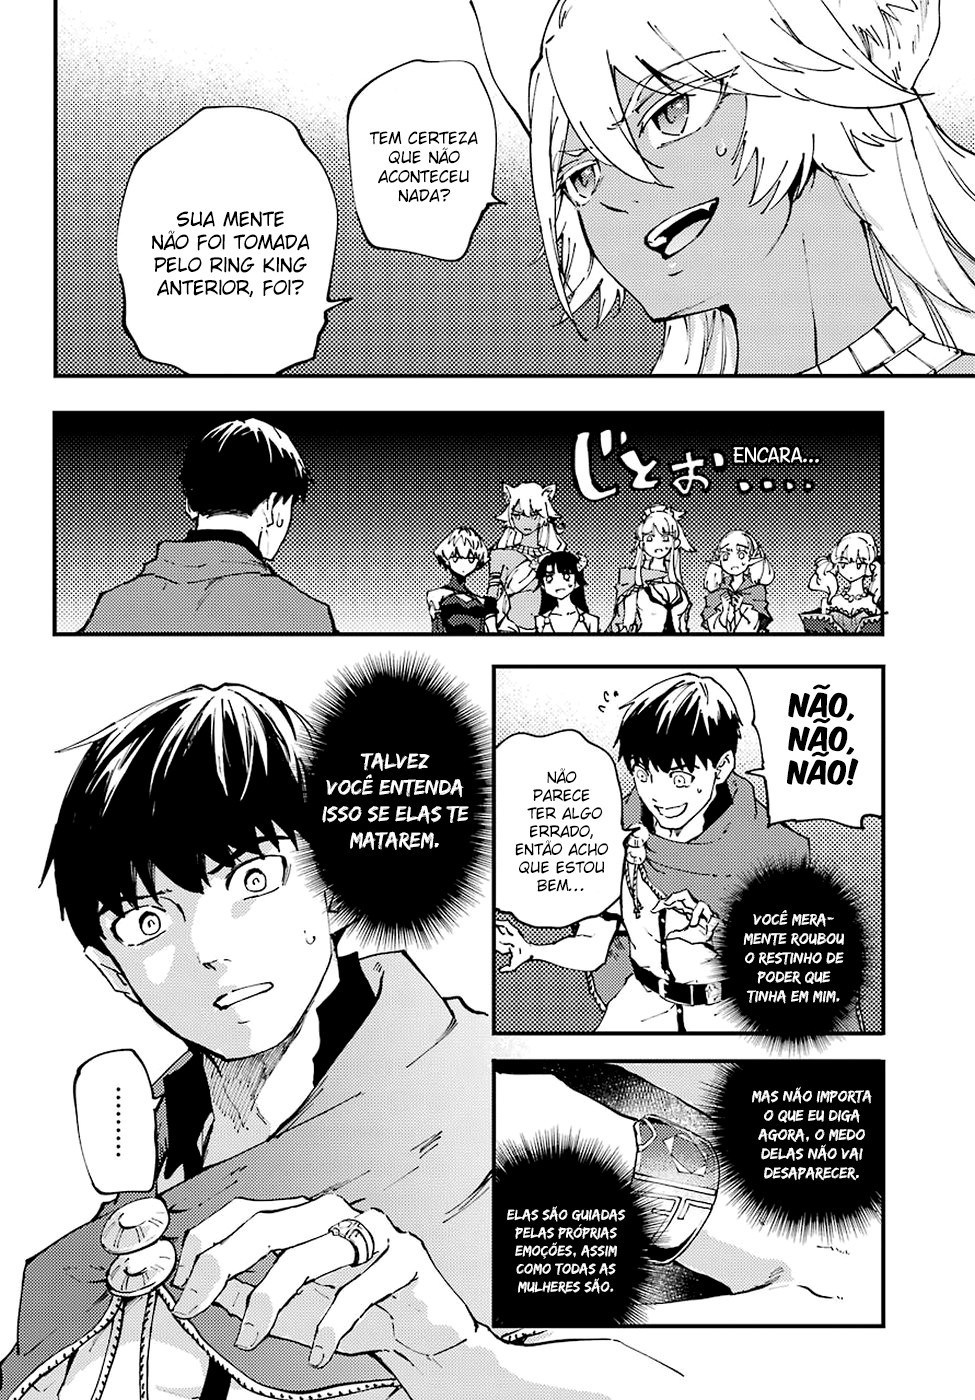 TEM CERTEZA
QUE NÃO
ACONTECEU
NADA?
SUA MENTE
NÃO FOI TOMADA
PELO RING KING
ANTERIOR, FOI?
じとぉ....
ENCARA...
NÃO,
NÃO,
NÃO!
NÃO
PARECE
TER ALGO
ERRADO,
ENTÃO ACHO
QUE ESTOU
BEM...
VOCÊ MERA-
MENTE ROUBOU
O RESTINHO DE
PODER QUE
TINHA EM MIM.
MAS NÃO IMPORTA
O QUE EU DIGA
AGORA, O MEDO
DELAS NÃO VAI
DESAPARECER.
ELAS SÃO GUIADAS
PELAS PRÓPRIAS
EMOÇÕES, ASSIM
COMO TODAS AS
MULHERES SÃO.
TALVEZ
VOCÊ ENTENDA
ISSO SE ELAS TE
MATAREM.
........